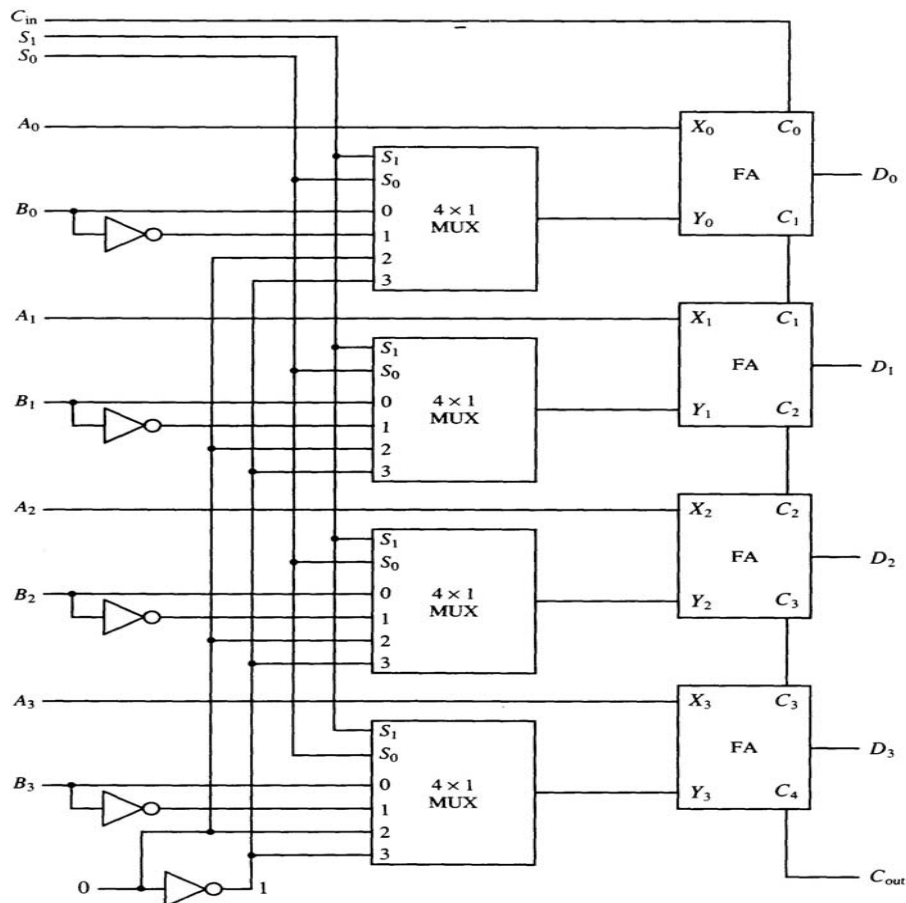 C_in
S_1
S_0
A_0 X_0 C_0
S_1
S_0 FA D_0
B_0 0 4 × 1 Y_0 C_1
1 MUX
2
3
A_1 X_1 C_1
S_1
S_0 FA D_1
B_1 0 4 × 1 Y_1 C_2
1 MUX
2
3
A_2 X_2 C_2
S_1
S_0 FA D_2
B_2 0 4 × 1 Y_2 C_3
1 MUX
2
3
A_3 X_3 C_3
S_1
S_0 FA D_3
B_3 0 4 × 1 Y_3 C_4
1 MUX
2
3
0 1 C_out